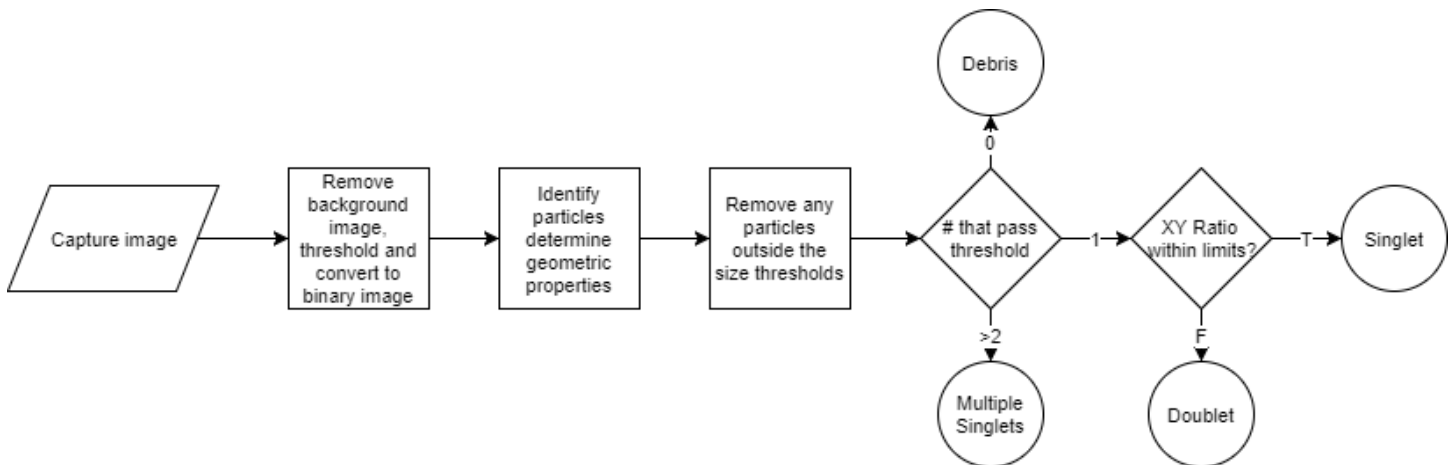 Capture image
Remove
background
image,
threshold and
convert to
binary image
Identify
particles
determine
geometric
properties
Remove any
particles
outside the
size thresholds
# that pass
threshold
0
Debris
>2
Multiple
Singlets
1
XY Ratio
within limits?
F
Doublet
T
Singlet